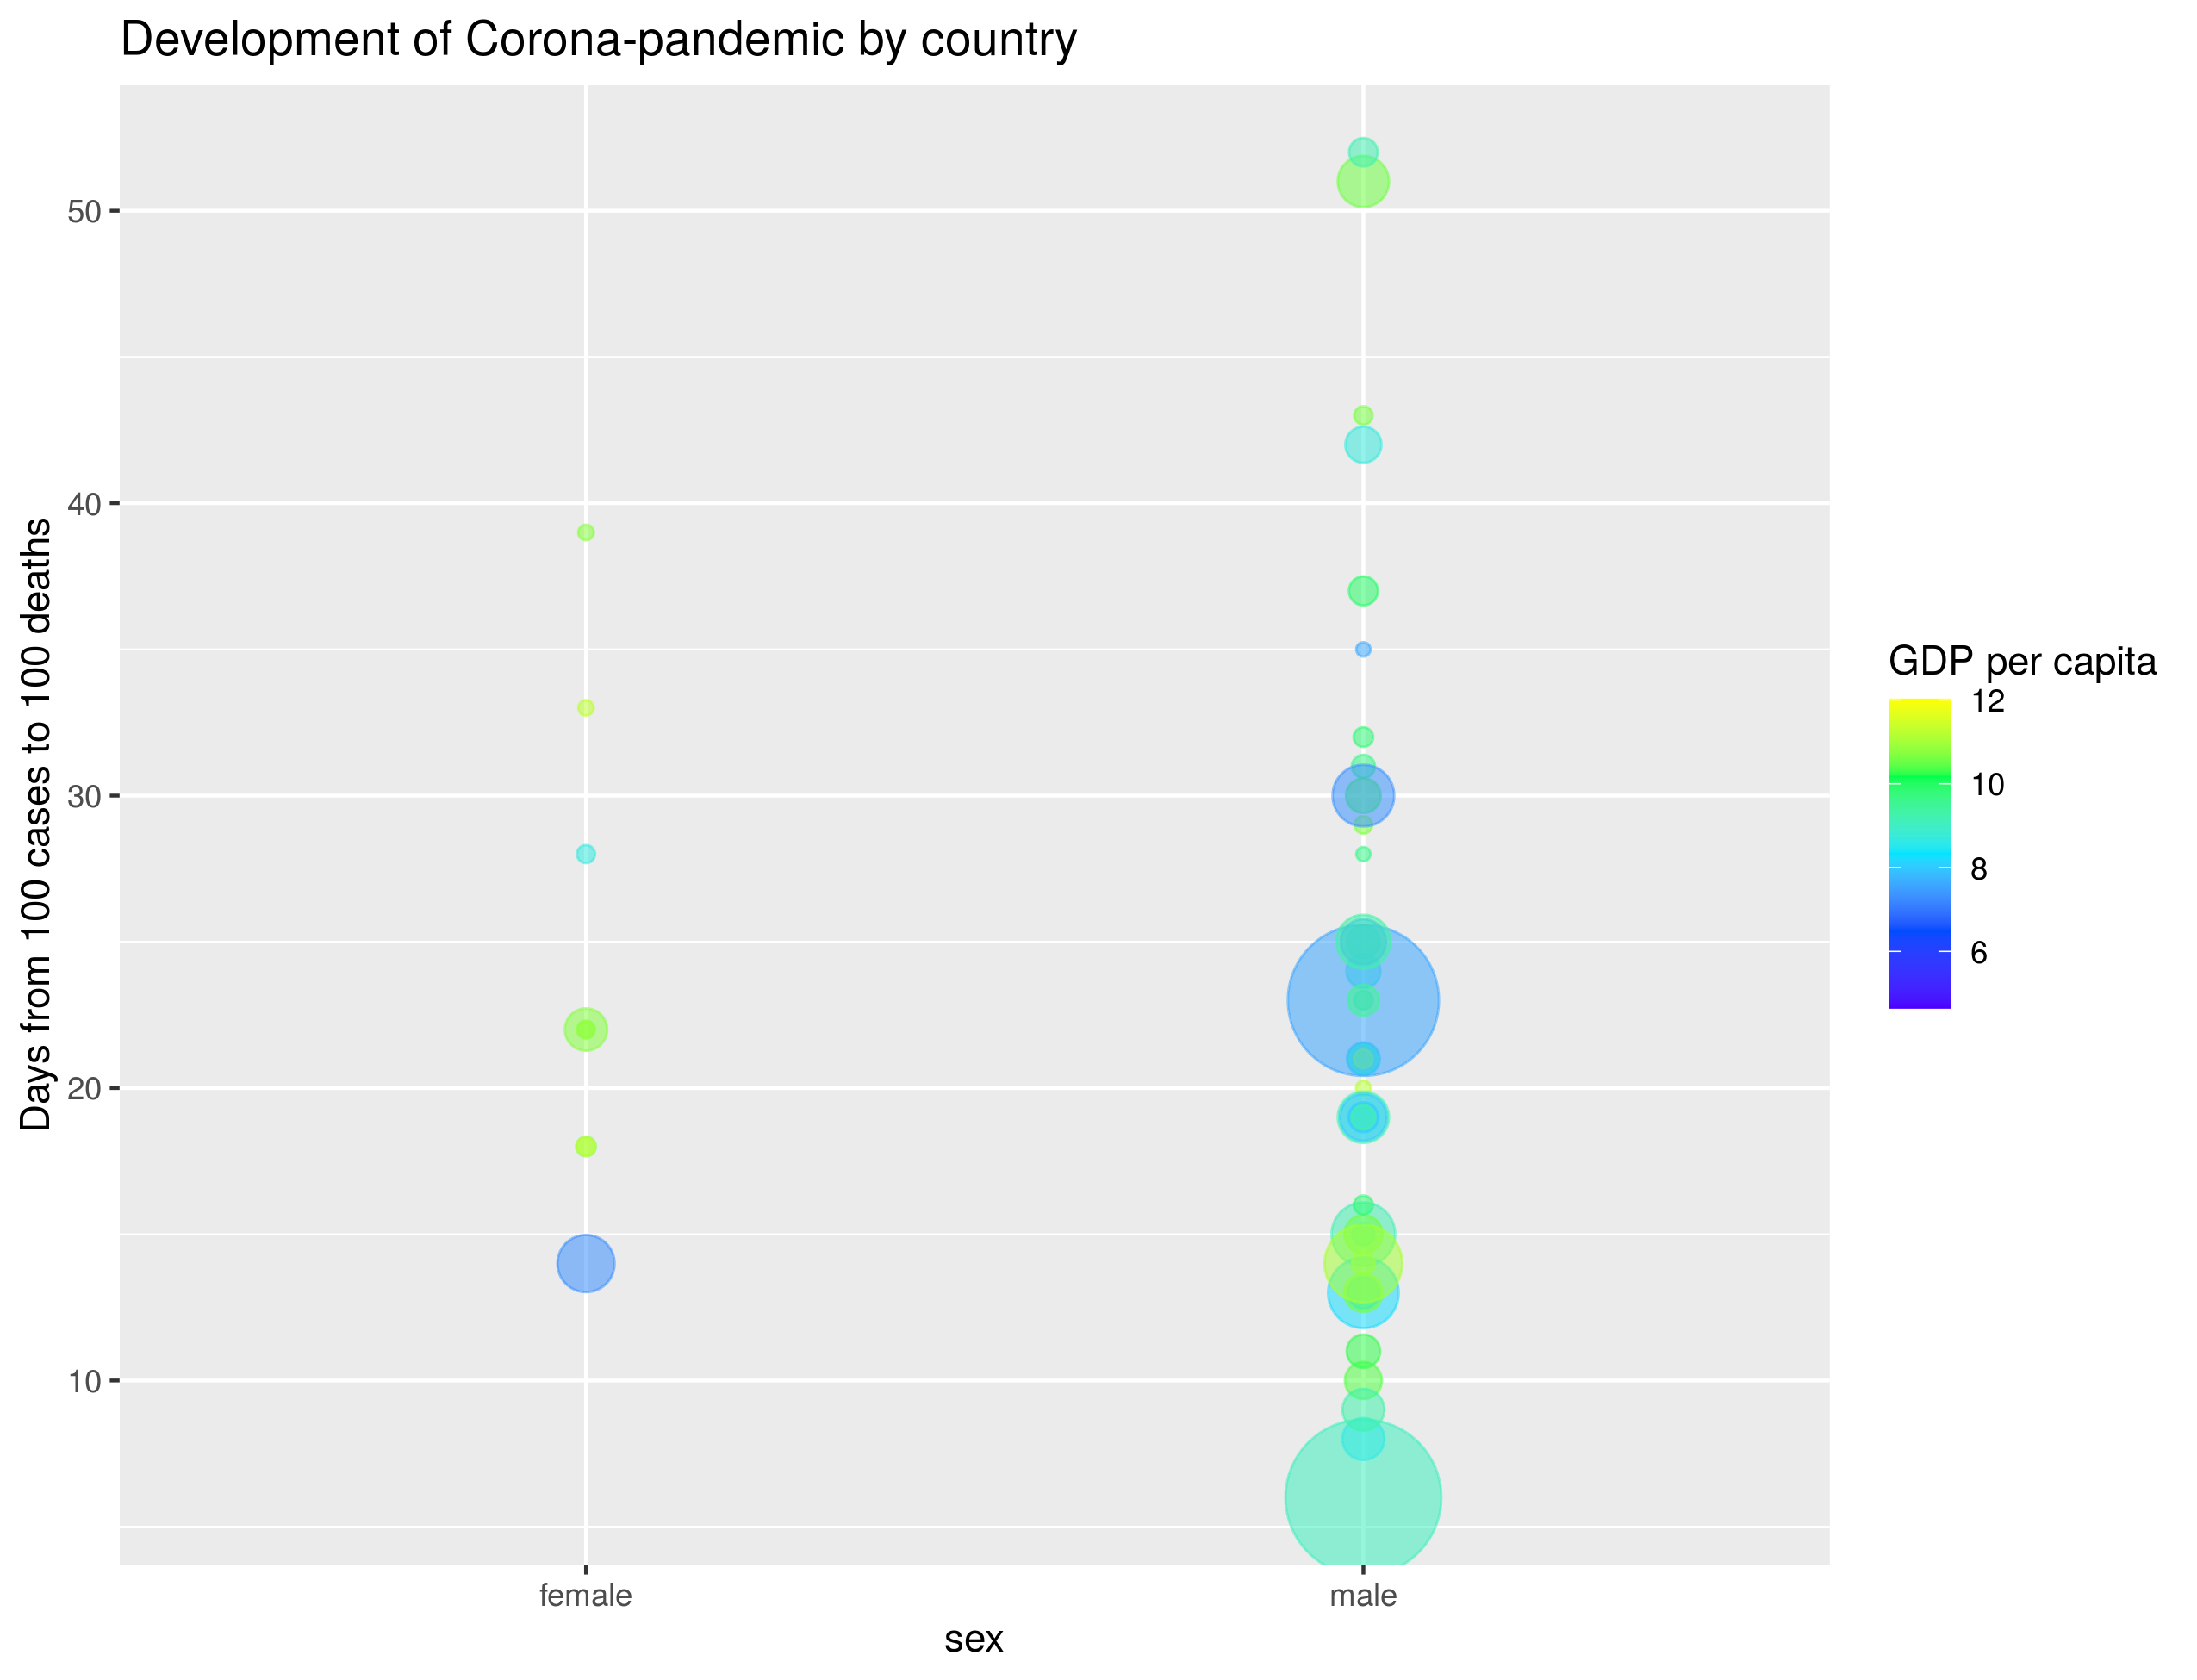 Development of Corona-pandemic by country
Days from 100 cases to 100 deaths
50
40
30
20
10
female
male
sex
GDP per capita
12
10
8
6